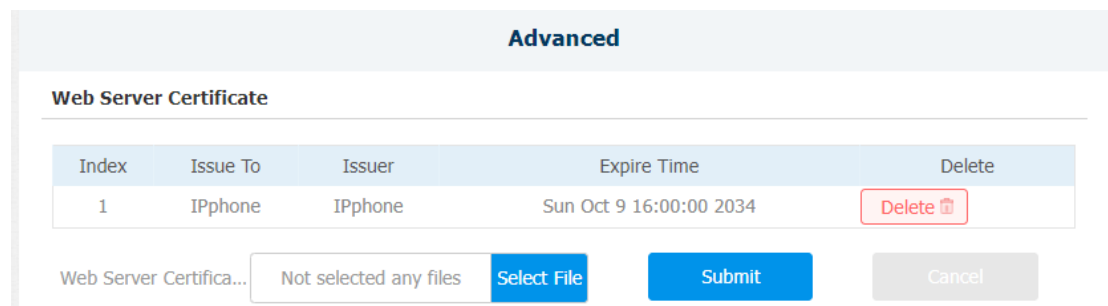 Advanced
Web Server Certificate
Index Issue To Issuer Expire Time Delete
1 IPphone IPphone Sun Oct 9 16:00:00 2034 Delete
Web Server Certifica... Not selected any files Select File Submit Cancel